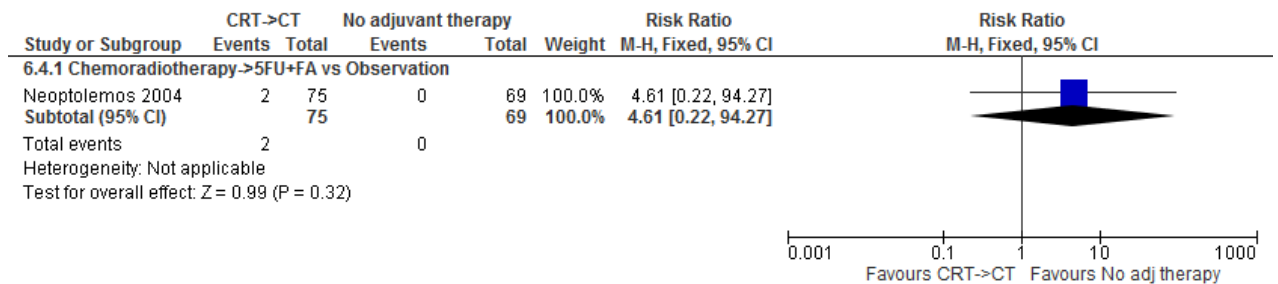 CRT->CT No adjuvant therapy Risk Ratio Risk Ratio
Study or Subgroup Events Total Events Total Weight M-H, Fixed, 95% CI M-H, Fixed, 95% CI
6.4.1 Chemoradiotherapy->5FU+FA vs Observation
Neoptolemos 2004 2 75 0 69 100.0% 4.61 [0.22, 94.27]
Subtotal (95% CI) 75 69 100.0% 4.61 [0.22, 94.27]
Total events 2 0
Heterogeneity: Not applicable
Test for overall effect: Z = 0.99 (P = 0.32)
0.001 0.1 1 10 1000
Favours CRT->CT Favours No adj therapy